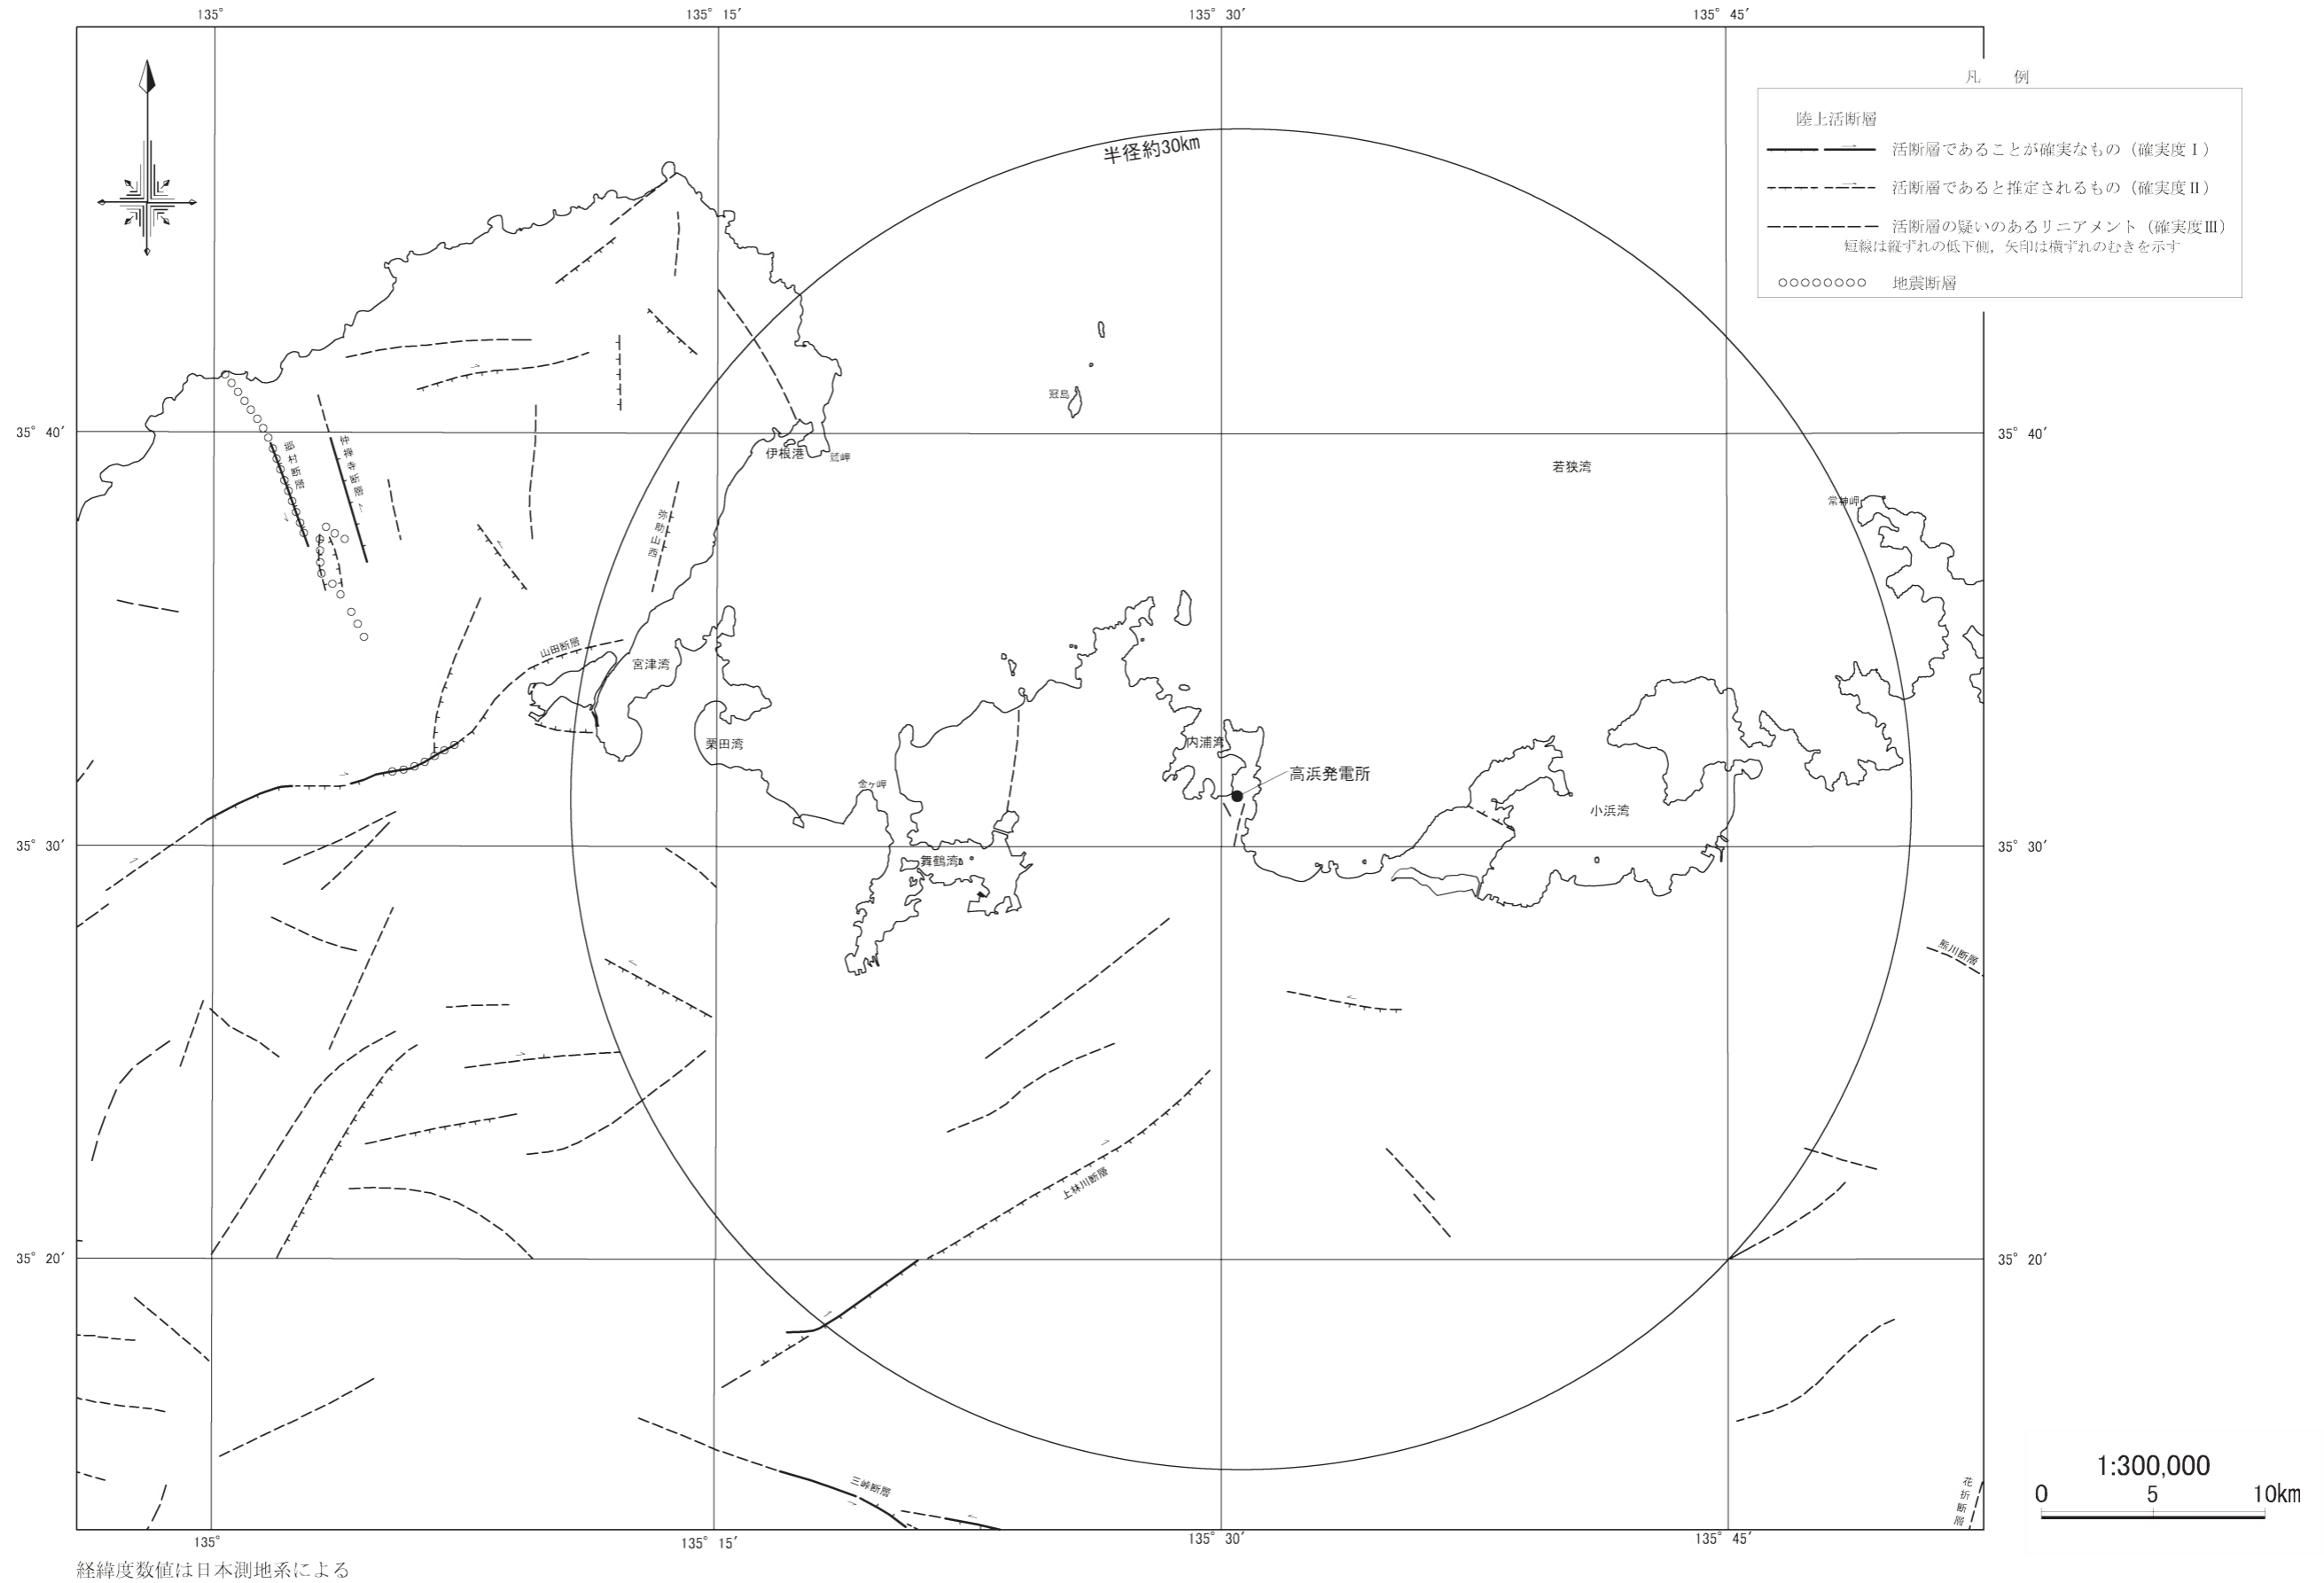 135° 135° 15′ 135° 30′ 135° 45′
凡 例
陸上活断層
活断層であることが確実なもの（確実度Ⅰ）
活断層であると推定されるもの（確実度Ⅱ）
活断層の疑いのあるリニアメント（確実度Ⅲ）
短線は縦ずれの低下側，矢印は横ずれのむきを示す
地震断層
半径約30km
冠島
35° 40′
35° 40′
郷村断層
仲禅寺断層
伊根港
鷲岬
若狭湾
常神岬
弥助山西
山田断層
宮津湾
栗田湾
内浦湾
高浜発電所
金ヶ岬
小浜湾
35° 30′
35° 30′
舞鶴湾
熊川断層
上林川断層
35° 20′
35° 20′
三峠断層
花折断層
1:300,000
0 5 10km
135° 135° 15′ 135° 30′ 135° 45′
経緯度数値は日本測地系による